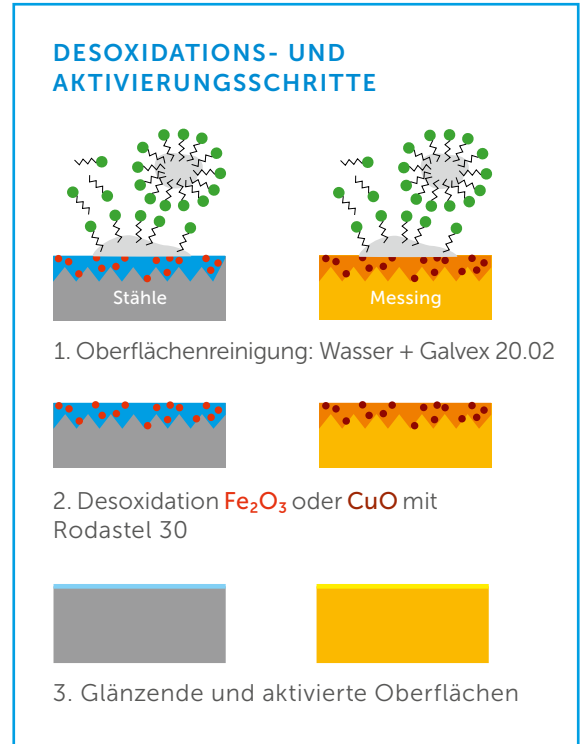 DESOXIDATIONS- UND
AKTIVIERUNGSSCHRITTE
Stähle
Messing
1. Oberflächenreinigung: Wasser + Galvex 20.02
2. Desoxidation Fe₂O₃ oder CuO mit
Rodastel 30
3. Glänzende und aktivierte Oberflächen